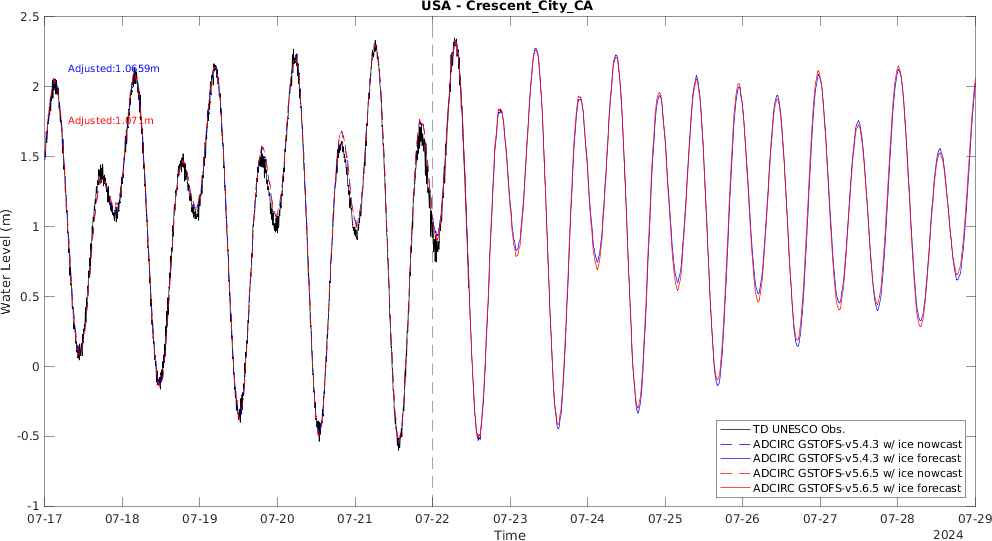 USA - Crescent_City_CA
2.5
2
1.5
1
0.5
0
-0.5
-1
Water Level (m)
Adjusted:1.0659m
Adjusted:1.071m
TD UNESCO Obs.
ADCIRC GSTOFS-v5.4.3 w/ ice nowcast
ADCIRC GSTOFS-v5.4.3 w/ ice forecast
ADCIRC GSTOFS-v5.6.5 w/ ice nowcast
ADCIRC GSTOFS-v5.6.5 w/ ice forecast
07-17 07-18 07-19 07-20 07-21 07-22 07-23 07-24 07-25 07-26 07-27 07-28 07-29
Time
2024